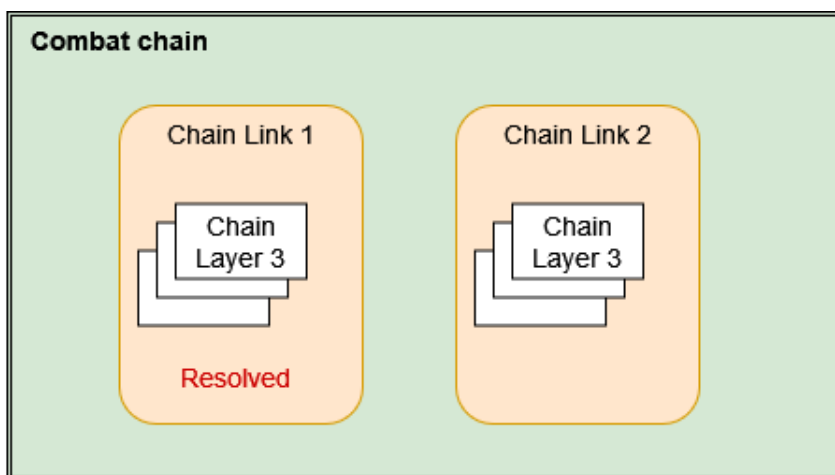 Combat chain
Chain Link 1
Chain Link 2
Chain
Layer 3
Chain
Layer 3
Resolved